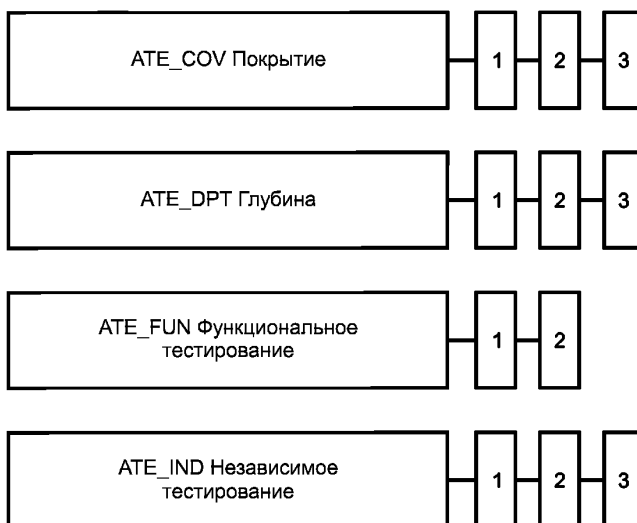 ATE_COV Покрытие 1 2 3
ATE_DPT Глубина 1 2 3
ATE_FUN Функциональное
тестирование 1 2
ATE_IND Независимое
тестирование 1 2 3